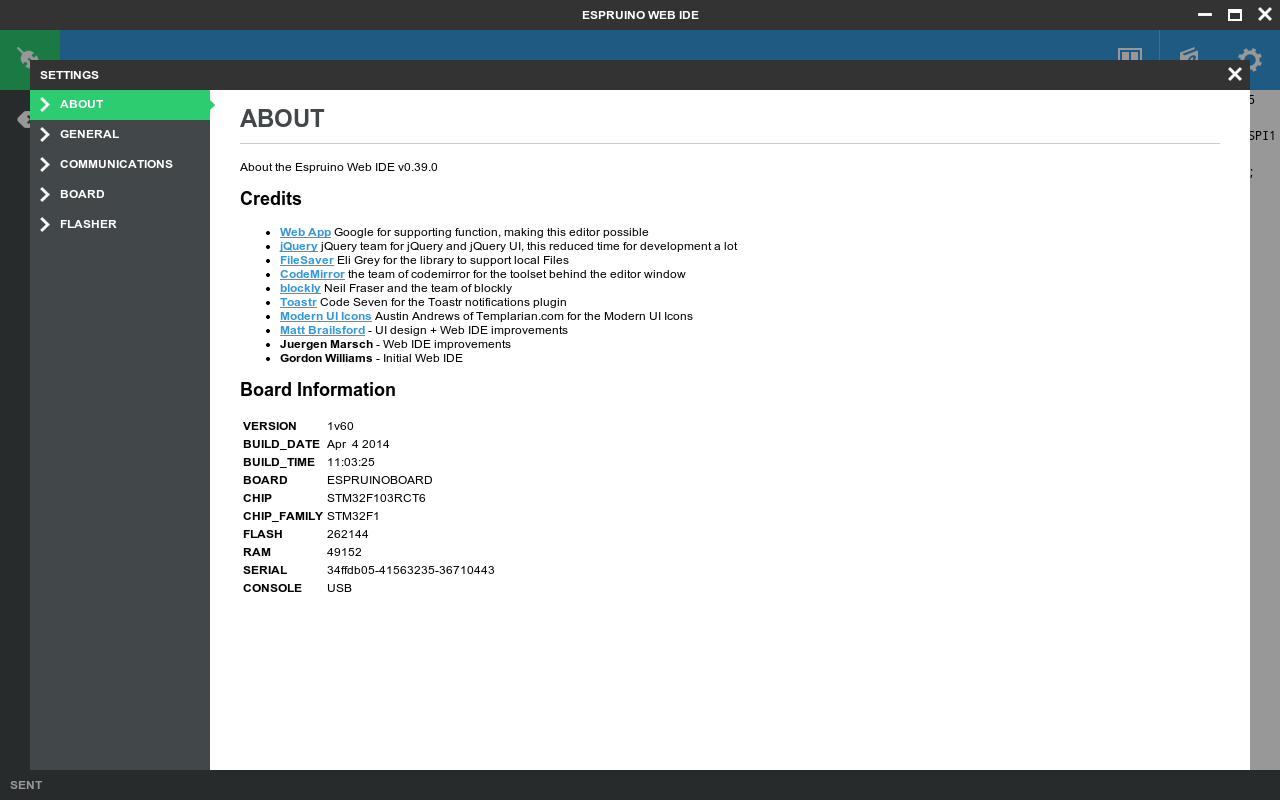 ESPRUINO WEB IDE
SETTINGS
ABOUT
GENERAL
COMMUNICATIONS
BOARD
FLASHER
ABOUT
About the Espruino Web IDE v0.39.0
Credits
Web App Google for supporting function, making this editor possible
jQuery jQuery team for jQuery and jQuery UI, this reduced time for development a lot
FileSaver Eli Grey for the library to support local Files
CodeMirror the team of codemirror for the toolset behind the editor window
blockly Neil Fraser and the team of blockly
Toastr Code Seven for the Toastr notifications plugin
Modern UI Icons Austin Andrews of Templarian.com for the Modern UI Icons
Matt Brailsford - UI design + Web IDE improvements
Juergen Marsch - Web IDE improvements
Gordon Williams - Initial Web IDE
Board Information
VERSION 1v60
BUILD_DATE Apr  4 2014
BUILD_TIME 11:03:25
BOARD ESPRUINOBOARD
CHIP STM32F103RCT6
CHIP_FAMILY STM32F1
FLASH 262144
RAM 49152
SERIAL 34ffdb05-41563235-36710443
CONSOLE USB
SPI1
;
SENT